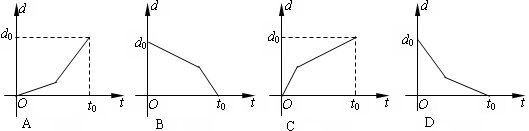 d d d d
d₀ d₀ d₀ d₀
O t₀ t O t₀ t O t₀ t O t₀ t
A B C D